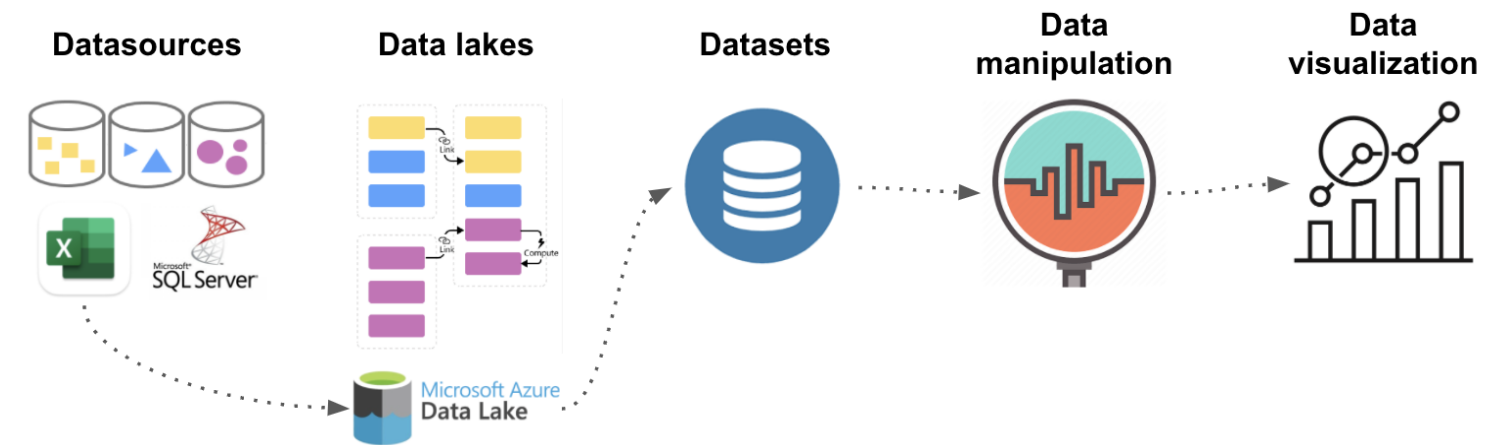 Datasources
Data lakes
Datasets
Data
manipulation
Data
visualization
Link
Link
Compute
X
Microsoft®
SQL Server®
Microsoft Azure
Data Lake